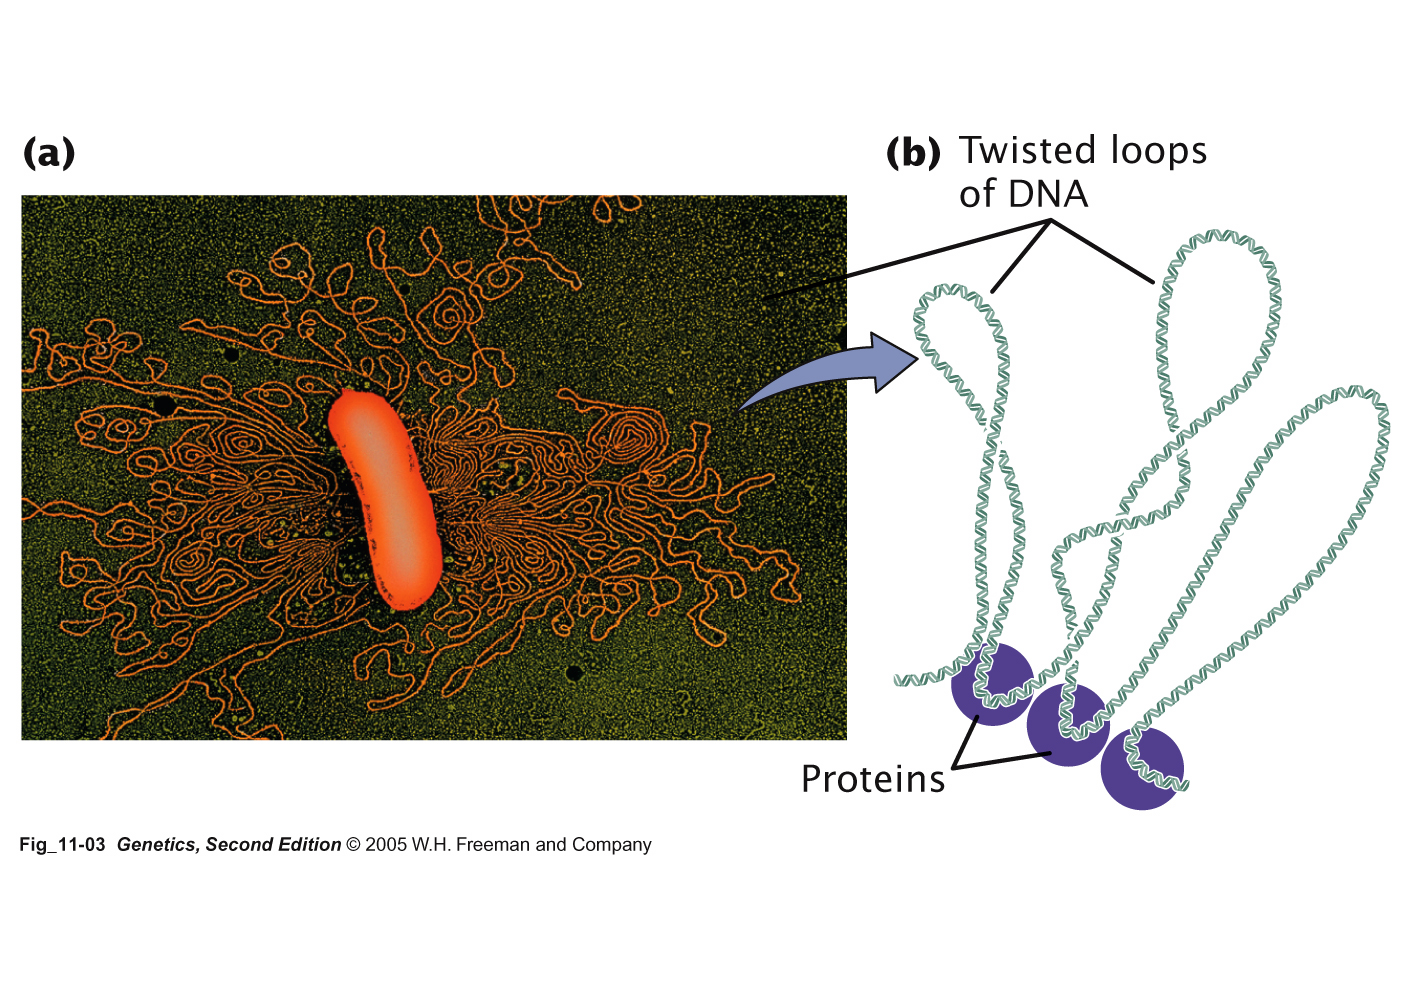 (a)
(b) Twisted loops
of DNA
Proteins
Fig_11-03 Genetics, Second Edition © 2005 W.H. Freeman and Company